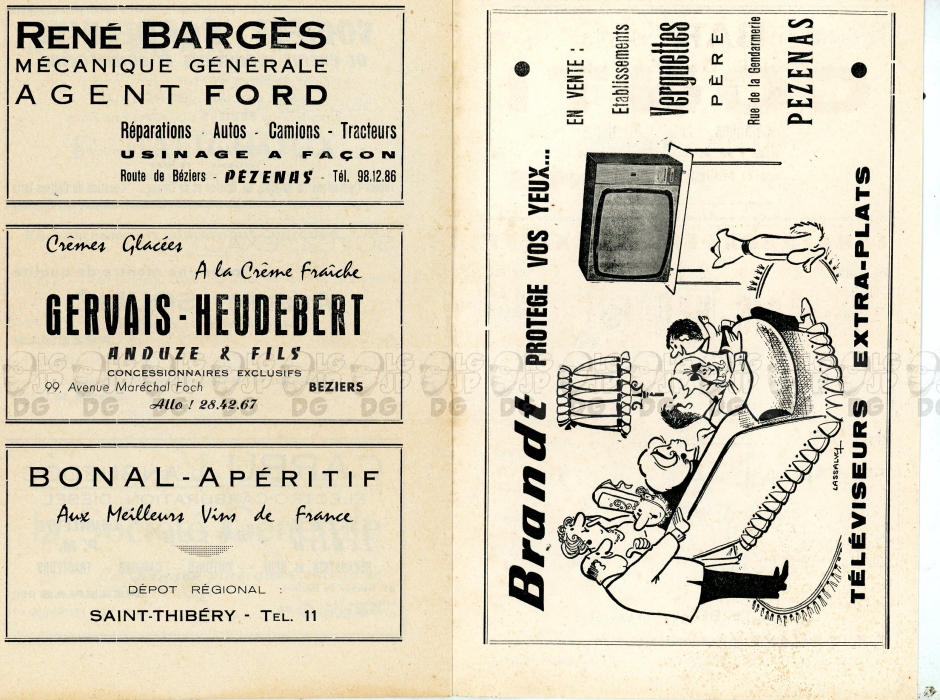 RENÉ BARGÈS
MÉCANIQUE GÉNÉRALE
AGENT FORD
Réparations - Autos - Camions - Tracteurs
USINAGE A FAÇON
Route de Béziers - PÉZENAS - Tél. 98.12.86
Crèmes Glacées
A la Crème Fraîche
GERVAIS-HEUDEBERT
ANDUZE & FILS
CONCESSIONNAIRES EXCLUSIFS
99, Avenue Maréchal Foch BEZIERS
Allo ! 28.42.67
BONAL-APÉRITIF
Aux Meilleurs Vins de France
DÉPOT RÉGIONAL :
SAINT-THIBÉRY - TEL. 11
Brandt PROTEGE VOS YEUX...
EN VENTE :
Etablissements
Verguettes
PÈRE
Rue de la Gendarmerie
PEZENAS
LASSALVY
TÉLÉVISEURS EXTRA-PLATS